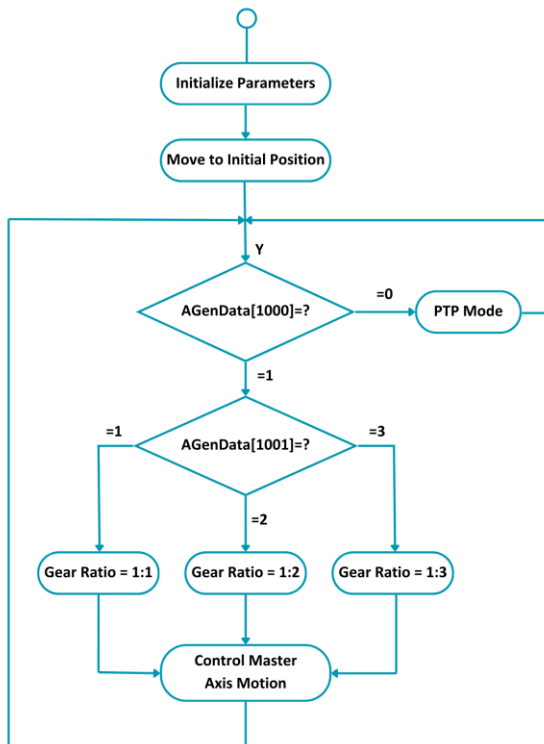 Initialize Parameters
Move to Initial Position
Y
AGenData[1000]=?
=0
PTP Mode
=1
=1
AGenData[1001]=?
=3
=2
Gear Ratio = 1:1
Gear Ratio = 1:2
Gear Ratio = 1:3
Control Master
Axis Motion